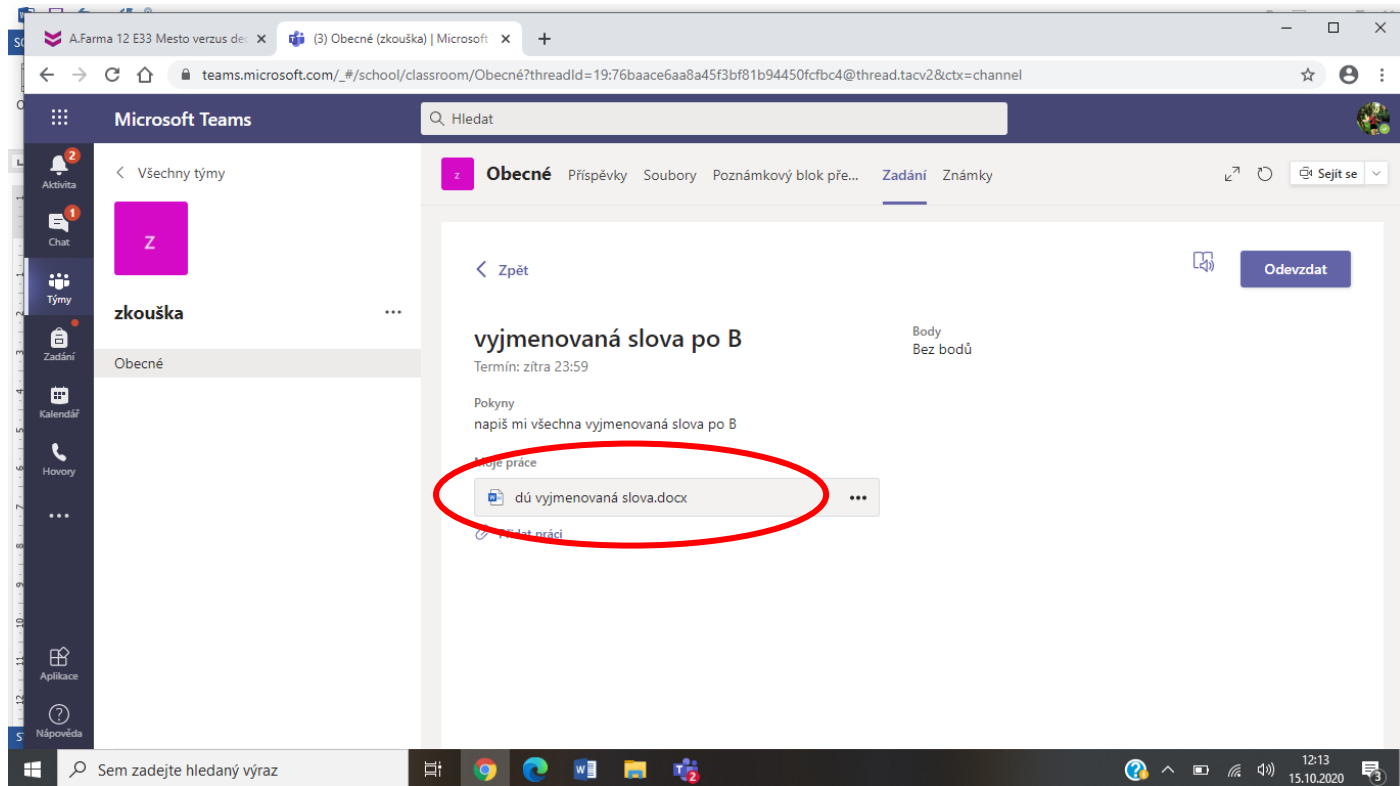 A.Farma 12 E33 Mesto verzus de
(3) Obecné (zkouška) | Microsoft
teams.microsoft.com/_#/school/classroom/Obecné?threadId=19:76baace6aa8a45f3bf81b94450fcfbc4@thread.tacv2&ctx=channel
Microsoft Teams
Hledat
2
Aktivita
1
Chat
Týmy
Zadání
Kalendář
Hovory
Aplikace
Nápověda
Všechny týmy
Z
zkouška
Obecné
z
Obecné Příspěvky Soubory Poznámkový blok pře... Zadání Známky
Sejít se
Zpět
Odevzdat
vyjmenovaná slova po B
Termín: zítra 23:59
Body
Bez bodů
Pokyny
napiš mi všechna vyjmenovaná slova po B
Moje práce
dú vyjmenovaná slova.docx
Přidat práci
Sem zadejte hledaný výraz
2
12:13
15.10.2020
3